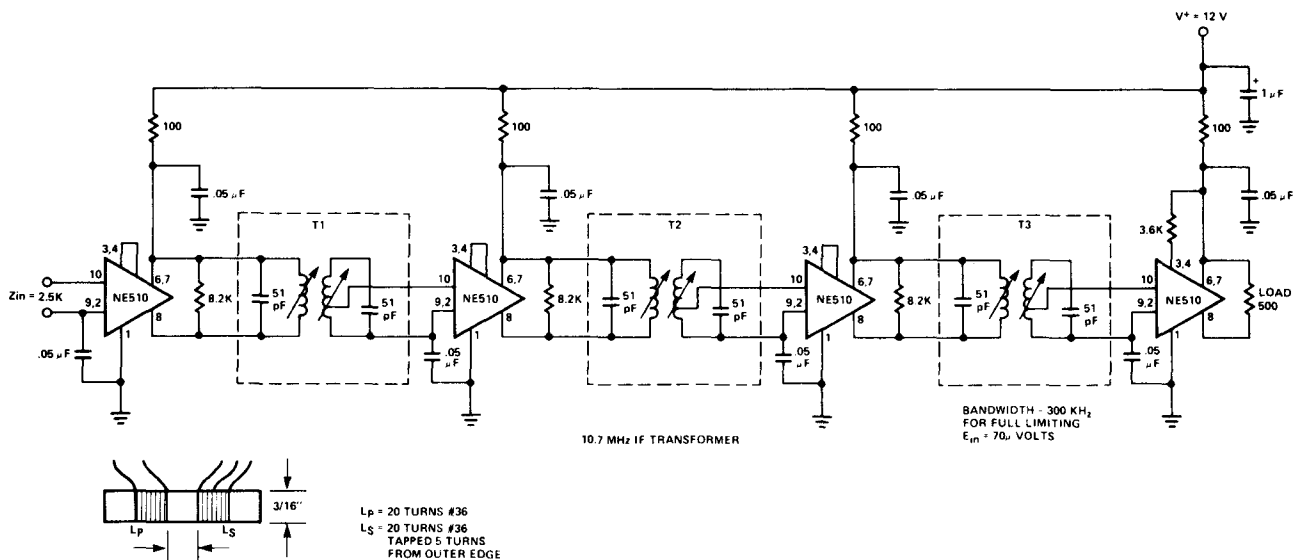 V+ = 12 V
+
1 µF
100
100
100
100
.05 µF
.05 µF
.05 µF
.05 µF
T1
T2
T3
3.6K
3,4
3,4
3,4
3,4
10
6,7
10
6,7
10
6,7
10
6,7
Zin = 2.5K
9,2
NE510
8.2K
51 pF
51 pF
9,2
NE510
8.2K
51 pF
51 pF
9,2
NE510
8.2K
51 pF
51 pF
9,2
NE510
LOAD
500
8
8
8
8
1
1
1
1
.05 µF
.05 µF
.05 µF
.05 µF
10.7 MHz IF TRANSFORMER
BANDWIDTH - 300 KHz
FOR FULL LIMITING
Ein = 70µ VOLTS
3/16"
LP
LS
LP = 20 TURNS #36
LS = 20 TURNS #36
TAPPED 5 TURNS
FROM OUTER EDGE